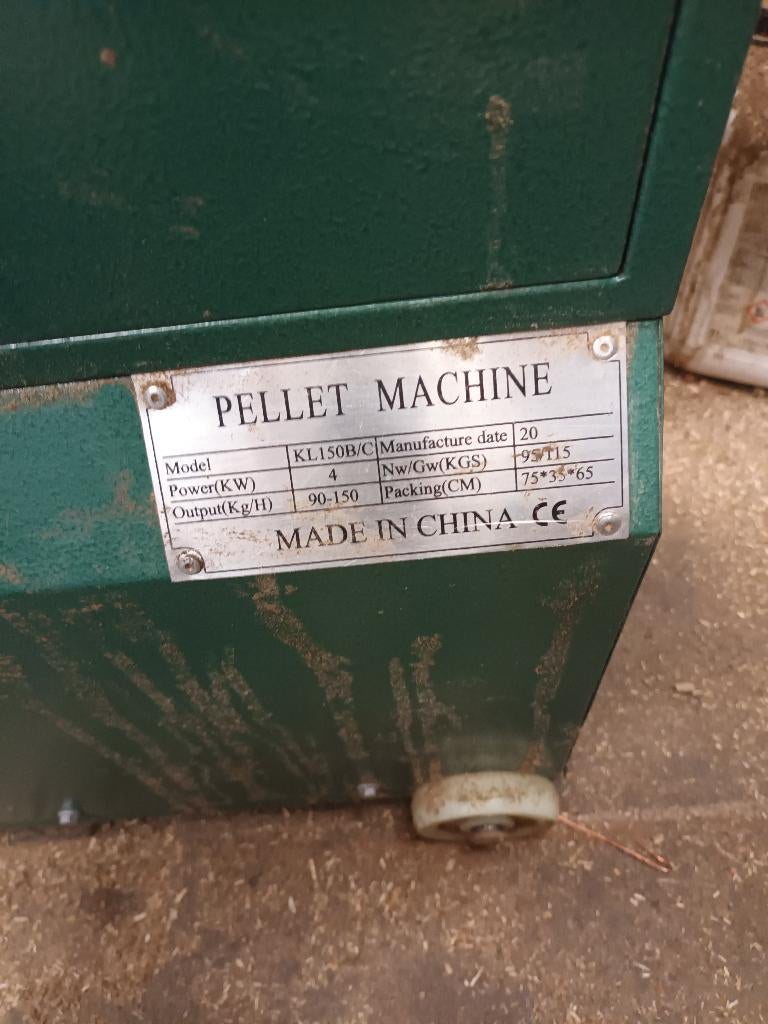 PELLET MACHINE
Model KL150B/C Manufacture date 20
Power(KW) 4 Nw/Gw(KGS) 95/115
Output(Kg/H) 90-150 Packing(CM) 75*35*65
MADE IN CHINA CE